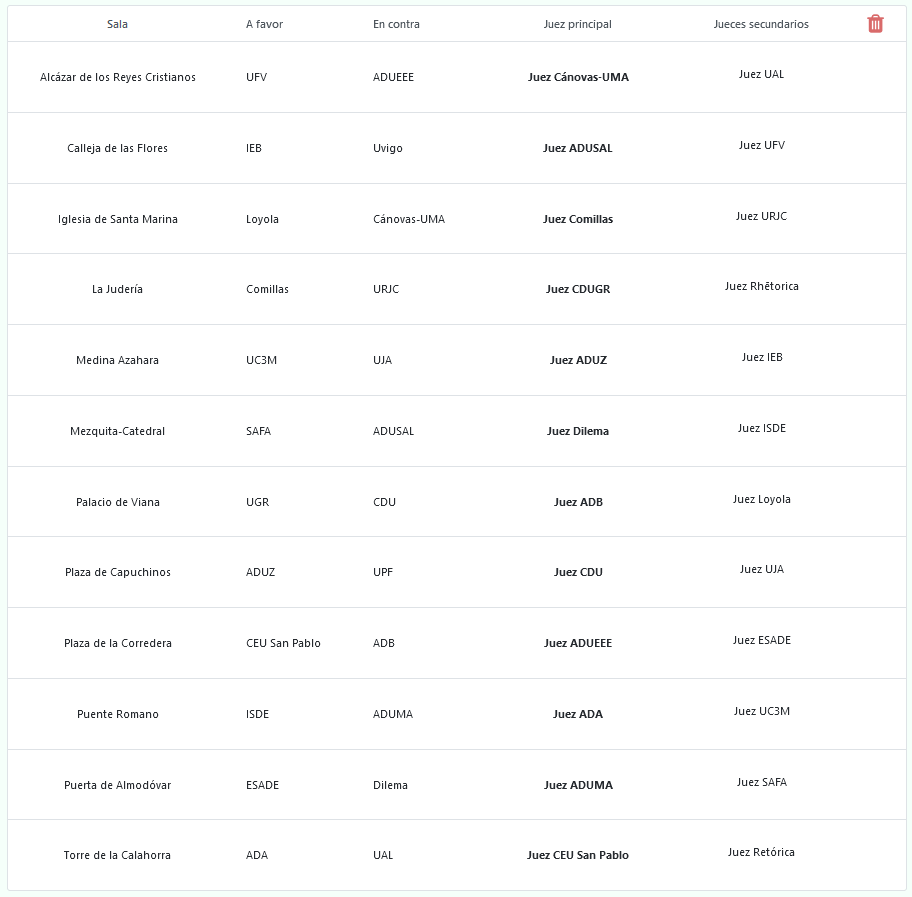 Sala A favor En contra Juez principal Jueces secundarios
Alcázar de los Reyes Cristianos UFV ADUEEE Juez Cánovas-UMA Juez UAL
Calleja de las Flores IEB Uvigo Juez ADUSAL Juez UFV
Iglesia de Santa Marina Loyola Cánovas-UMA Juez Comillas Juez URJC
La Judería Comillas URJC Juez CDUGR Juez Rhêtorica
Medina Azahara UC3M UJA Juez ADUZ Juez IEB
Mezquita-Catedral SAFA ADUSAL Juez Dilema Juez ISDE
Palacio de Viana UGR CDU Juez ADB Juez Loyola
Plaza de Capuchinos ADUZ UPF Juez CDU Juez UJA
Plaza de la Corredera CEU San Pablo ADB Juez ADUEEE Juez ESADE
Puente Romano ISDE ADUMA Juez ADA Juez UC3M
Puerta de Almodóvar ESADE Dilema Juez ADUMA Juez SAFA
Torre de la Calahorra ADA UAL Juez CEU San Pablo Juez Retórica